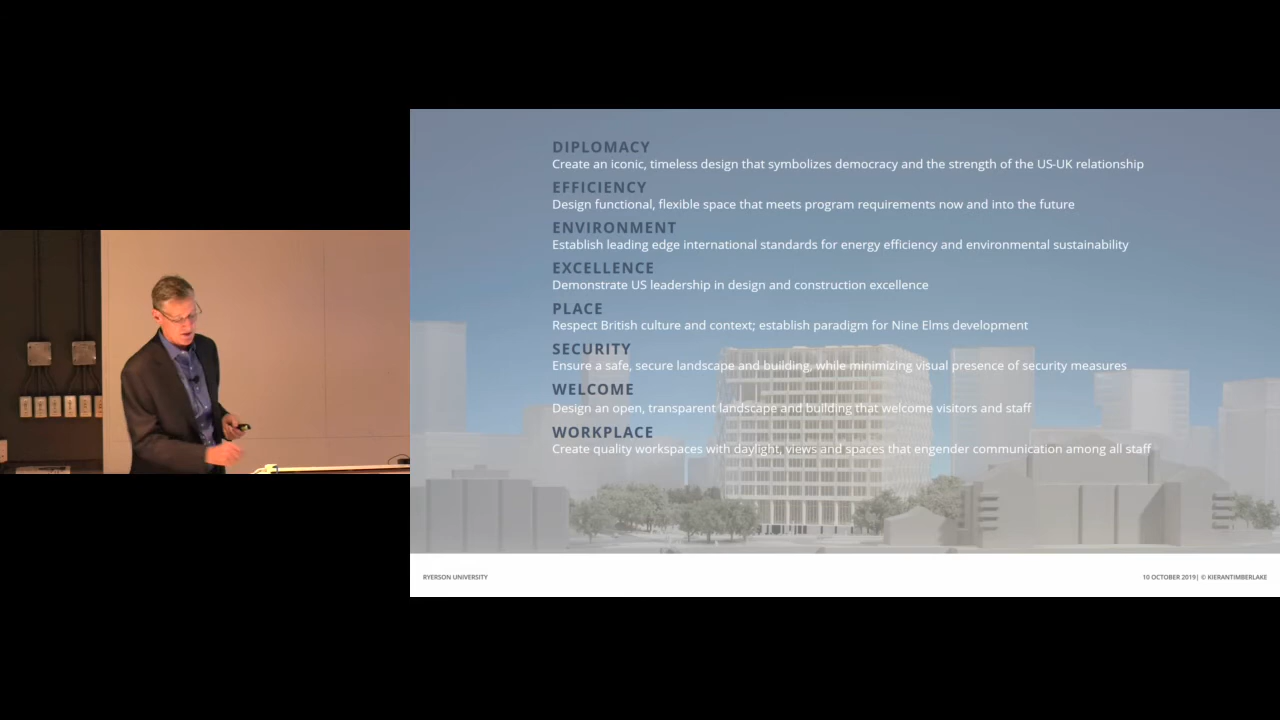 DIPLOMACY
Create an iconic, timeless design that symbolizes democracy and the strength of the US-UK relationship
EFFICIENCY
Design functional, flexible space that meets program requirements now and into the future
ENVIRONMENT
Establish leading edge international standards for energy efficiency and environmental sustainability
EXCELLENCE
Demonstrate US leadership in design and construction excellence
PLACE
Respect British culture and context; establish paradigm for Nine Elms development
SECURITY
Ensure a safe, secure landscape and building, while minimizing visual presence of security measures
WELCOME
Design an open, transparent landscape and building that welcome visitors and staff
WORKPLACE
Create quality workspaces with daylight, views and spaces that engender communication among all staff
RYERSON UNIVERSITY
10 OCTOBER 2019| © KIERANTIMBERLAKE